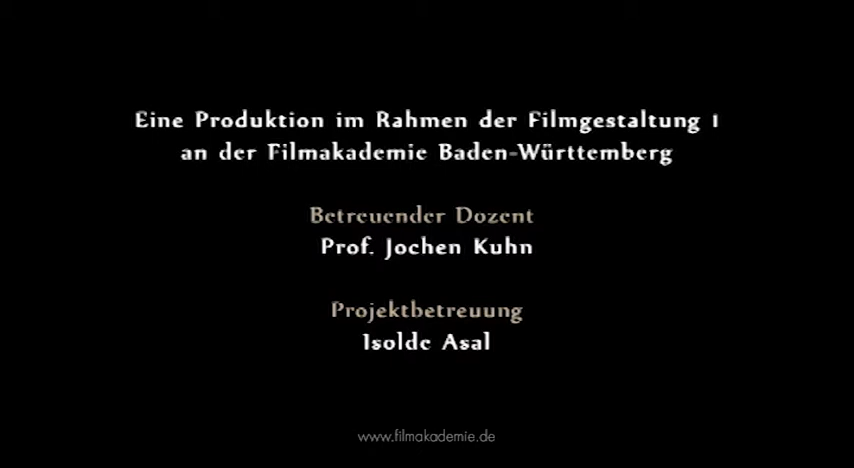 Eine Produktion im Rahmen der Filmgestaltung 1
an der Filmakademie Baden-Württemberg
Betreuender Dozent
Prof. Jochen Kuhn
Projektbetreuung
Isolde Asal
www.filmakademie.de